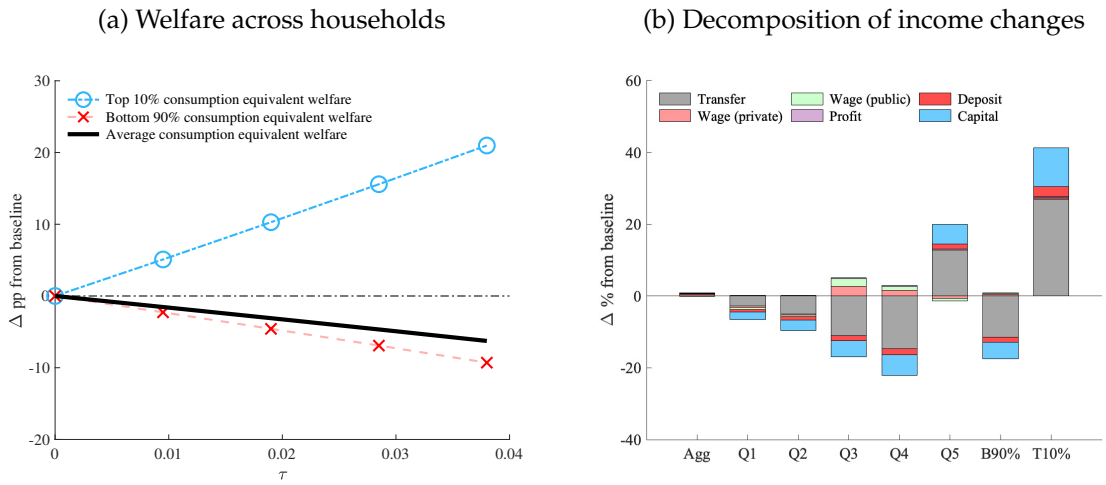 (a) Welfare across households
30
20
10
0
-10
-20
Δ pp from baseline
Top 10% consumption equivalent welfare
Bottom 90% consumption equivalent welfare
Average consumption equivalent welfare
0 0.01 0.02 0.03 0.04
τ
(b) Decomposition of income changes
60
40
20
0
-20
-40
Δ % from baseline
Transfer Wage (public) Deposit
Wage (private) Profit Capital
Agg Q1 Q2 Q3 Q4 Q5 B90% T10%